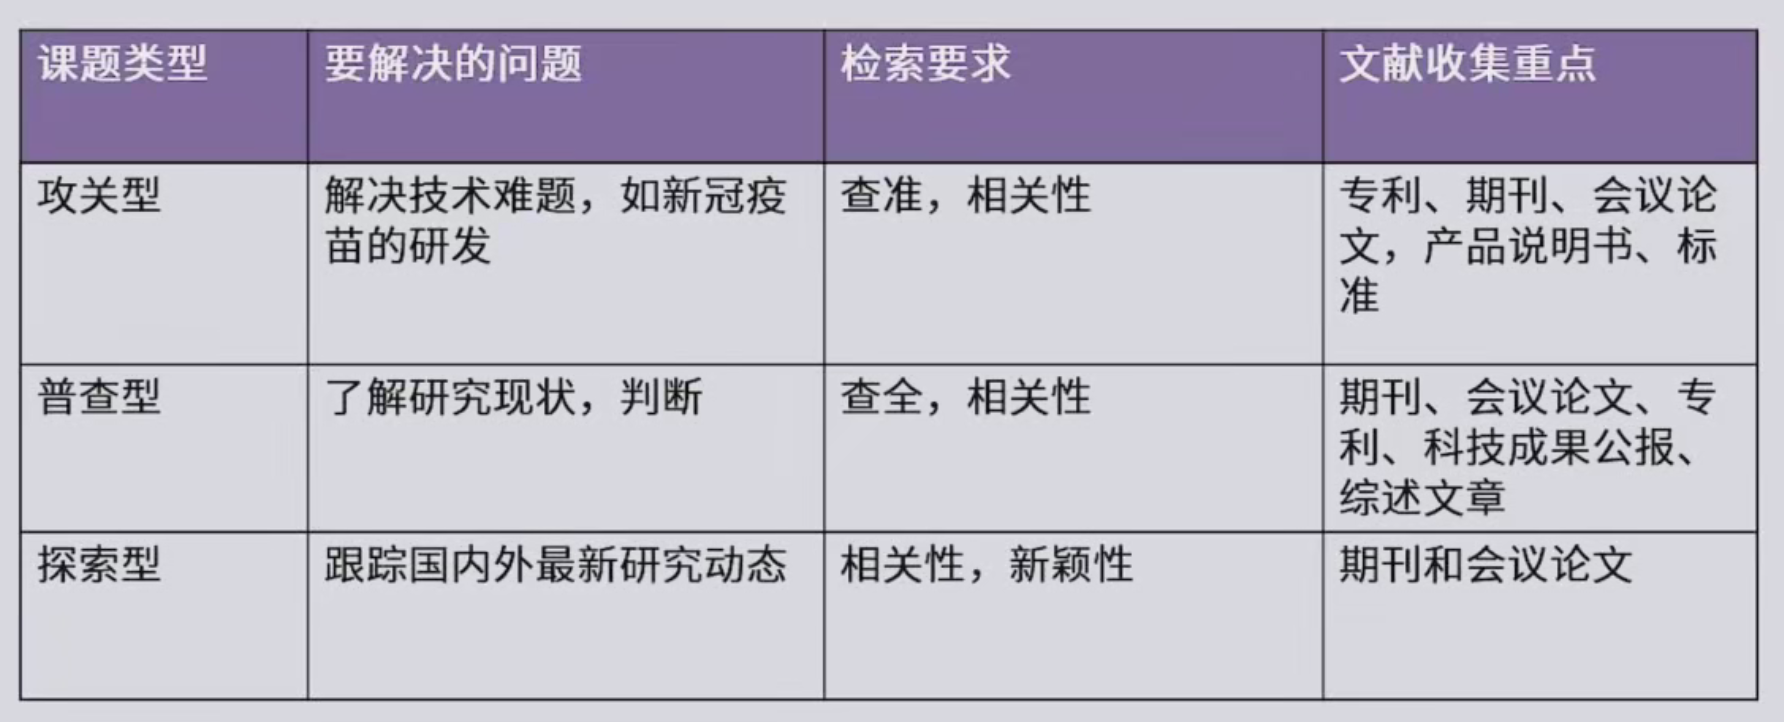 课题类型
要解决的问题
检索要求
文献收集重点
攻关型
解决技术难题，如新冠疫
苗的研发
查准，相关性
专利、期刊、会议论
文，产品说明书、标
准
普查型
了解研究现状，判断
查全，相关性
期刊、会议论文、专
利、科技成果公报、
综述文章
探索型
跟踪国内外最新研究动态
相关性，新颖性
期刊和会议论文